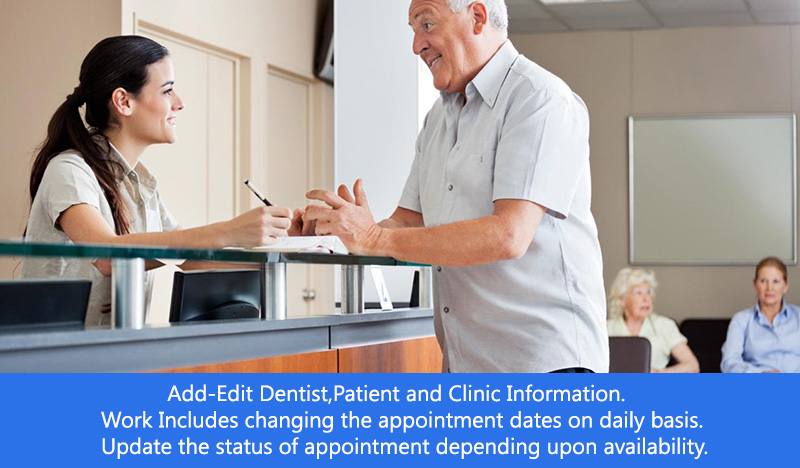 Add-Edit Dentist,Patient and Clinic Information.
Work Includes changing the appointment dates on daily basis.
Update the status of appointment depending upon availability.